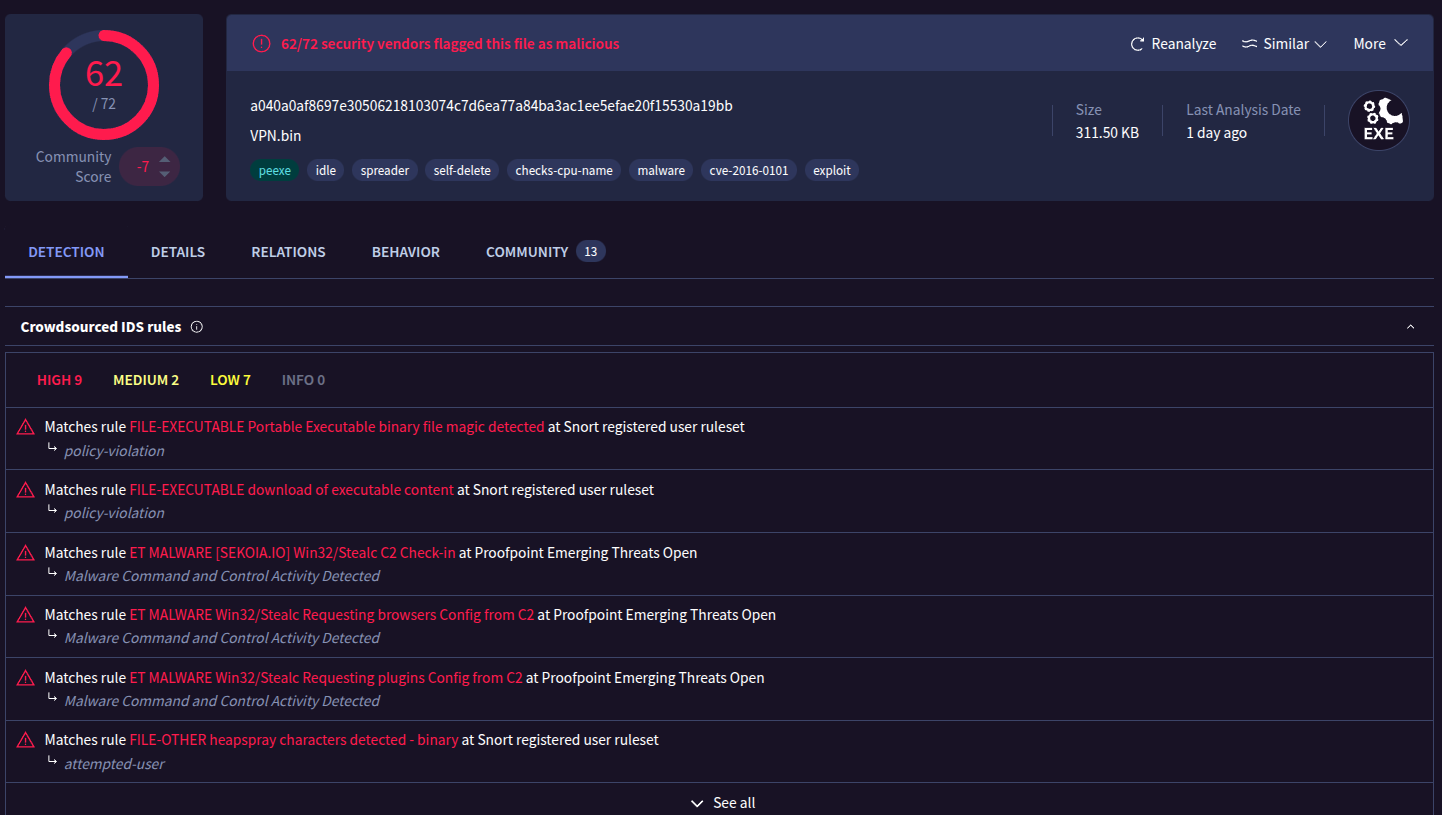 62
/ 72
Community Score
-7
62/72 security vendors flagged this file as malicious
Reanalyze
Similar
More
a040a0af8697e30506218103074c7d6ea77a84ba3ac1ee5efae20f15530a19bb
VPN.bin
peexe idle spreader self-delete checks-cpu-name malware cve-2016-0101 exploit
Size
311.50 KB
Last Analysis Date
1 day ago
EXE
DETECTION DETAILS RELATIONS BEHAVIOR COMMUNITY 13
Crowdsourced IDS rules
HIGH 9 MEDIUM 2 LOW 7 INFO 0
Matches rule FILE-EXECUTABLE Portable Executable binary file magic detected at Snort registered user ruleset
policy-violation
Matches rule FILE-EXECUTABLE download of executable content at Snort registered user ruleset
policy-violation
Matches rule ET MALWARE [SEKOIA.IO] Win32/Stealc C2 Check-in at Proofpoint Emerging Threats Open
Malware Command and Control Activity Detected
Matches rule ET MALWARE Win32/Stealc Requesting browsers Config from C2 at Proofpoint Emerging Threats Open
Malware Command and Control Activity Detected
Matches rule ET MALWARE Win32/Stealc Requesting plugins Config from C2 at Proofpoint Emerging Threats Open
Malware Command and Control Activity Detected
Matches rule FILE-OTHER heapspray characters detected - binary at Snort registered user ruleset
attempted-user
See all